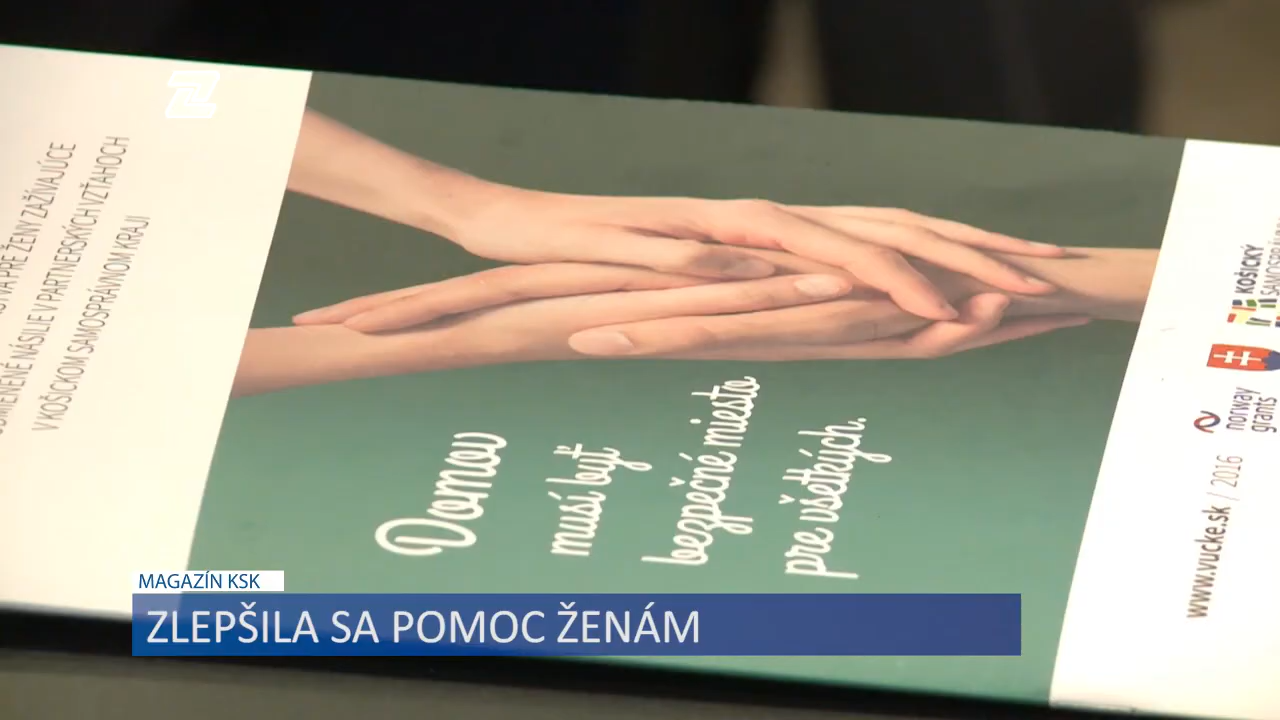 ŽENY ZAŽÍVAJÚCE
NÁSILIE V PARTNERSKÝCH VZŤAHOCH
V KOŠICKOM SAMOSPRÁVNOM KRAJI
Domov
musí byť
bezpečné miesto
pre všetkých.
KOŠICKÝ
norway
grants
www.vucke.sk / 2016
MAGAZÍN KSK
ZLEPŠILA SA POMOC ŽENÁM